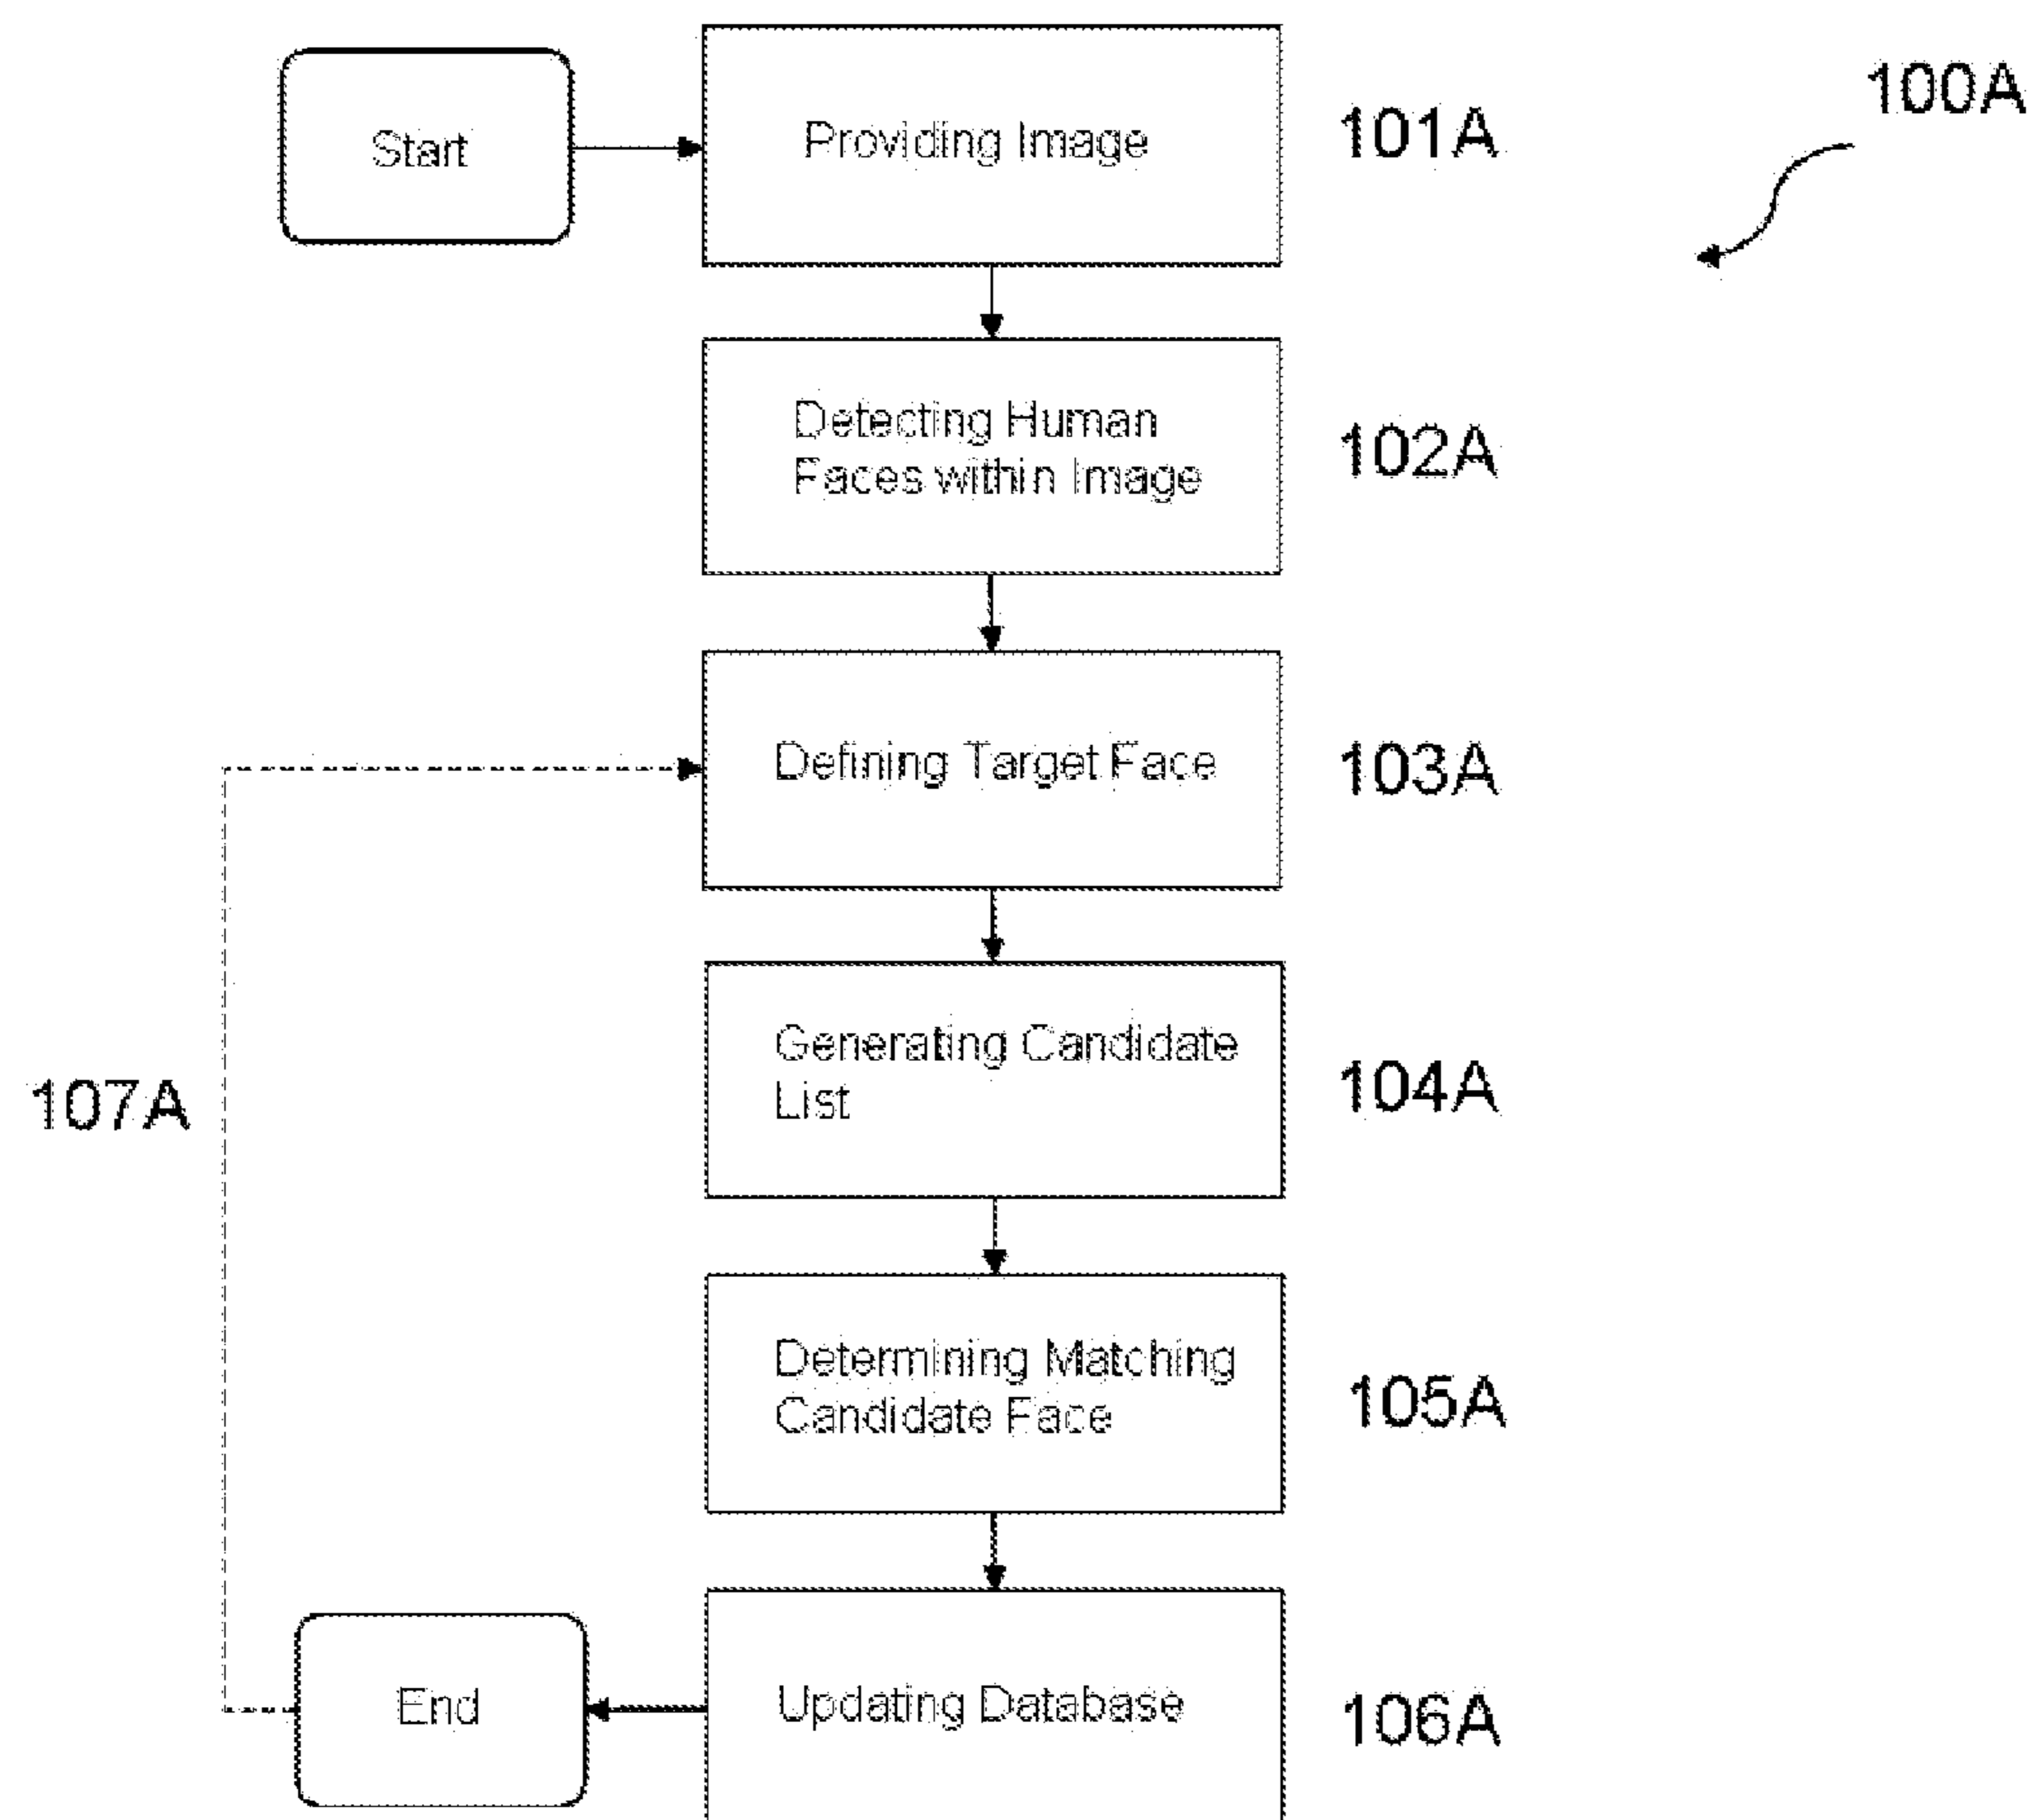 100A
Start
Providing Image
101A
Detecting Human
Faces within Image
102A
Defining Target Face
103A
Generating Candidate
List
104A
107A
Determining Matching
Candidate Face
105A
End
Updating Database
106A